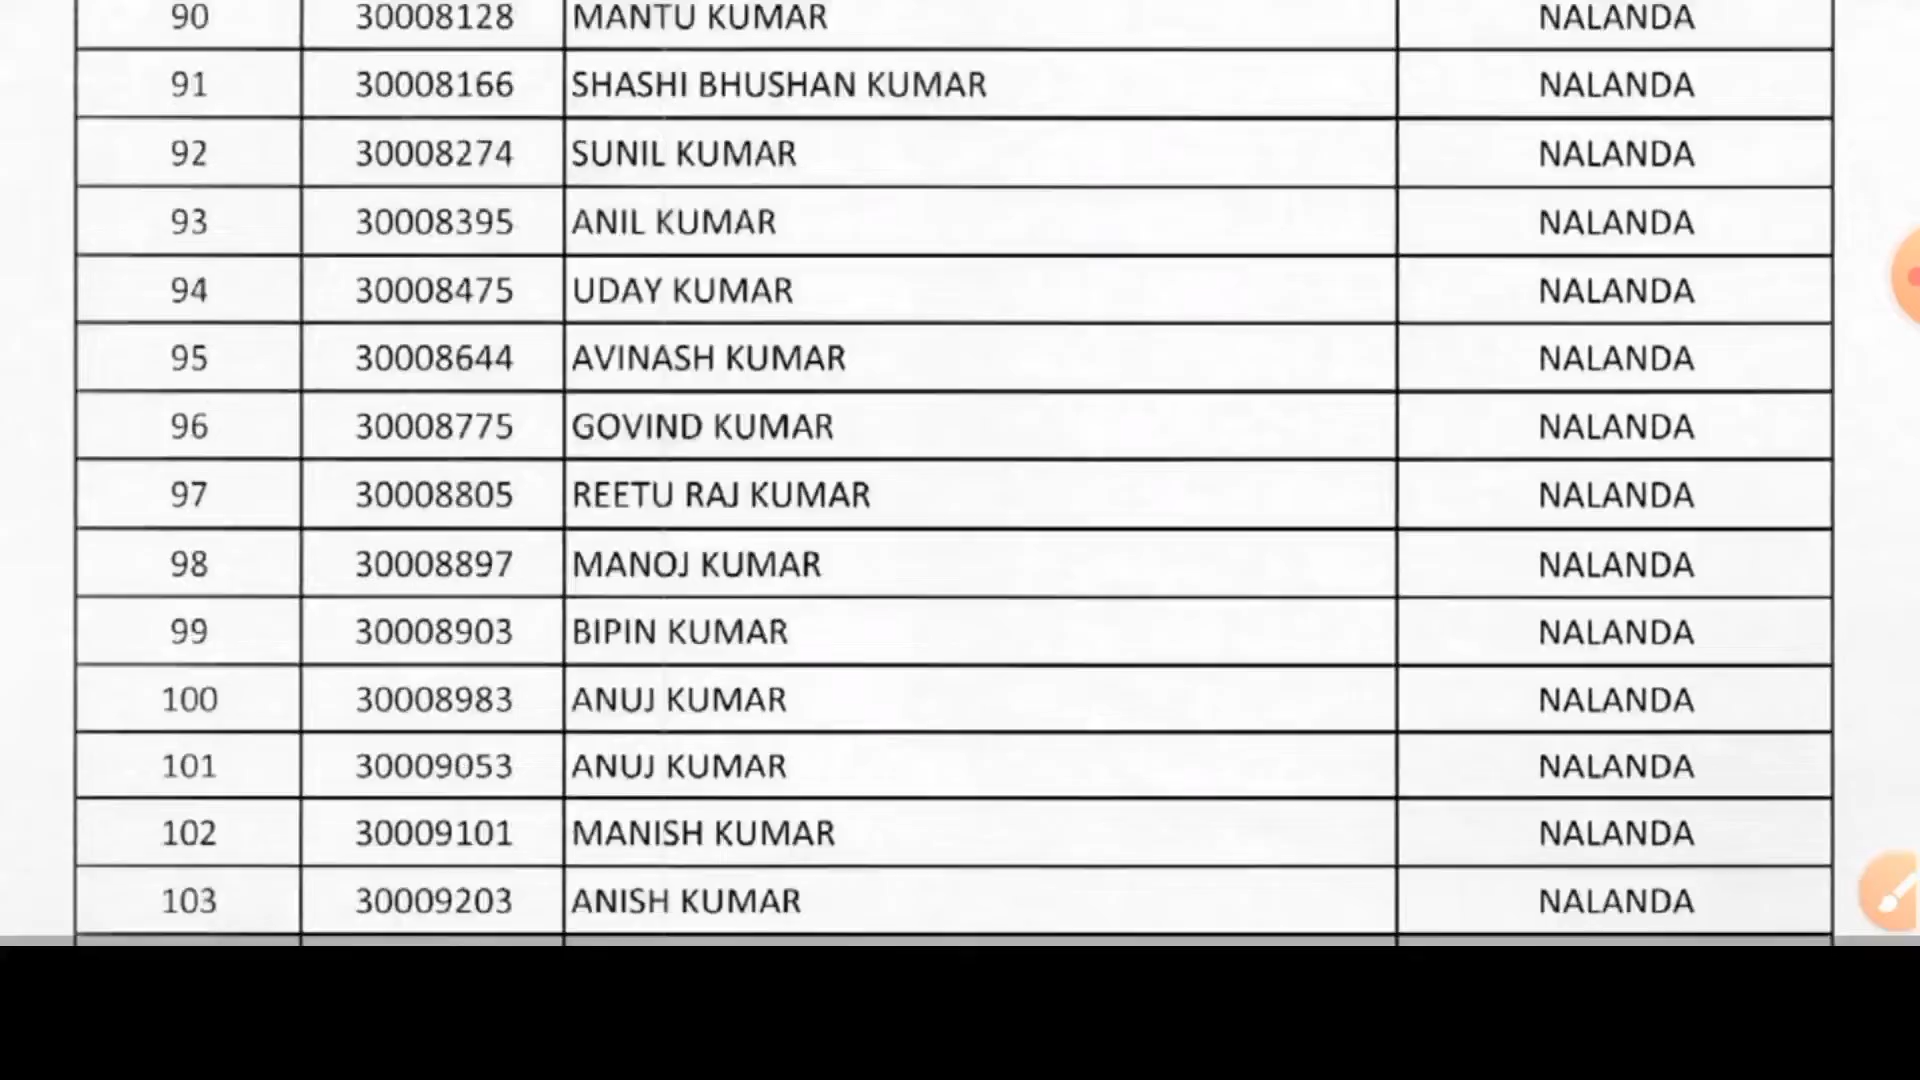 90 30008128 MANTU KUMAR NALANDA
91 30008166 SHASHI BHUSHAN KUMAR NALANDA
92 30008274 SUNIL KUMAR NALANDA
93 30008395 ANIL KUMAR NALANDA
94 30008475 UDAY KUMAR NALANDA
95 30008644 AVINASH KUMAR NALANDA
96 30008775 GOVIND KUMAR NALANDA
97 30008805 REETU RAJ KUMAR NALANDA
98 30008897 MANOJ KUMAR NALANDA
99 30008903 BIPIN KUMAR NALANDA
100 30008983 ANUJ KUMAR NALANDA
101 30009053 ANUJ KUMAR NALANDA
102 30009101 MANISH KUMAR NALANDA
103 30009203 ANISH KUMAR NALANDA